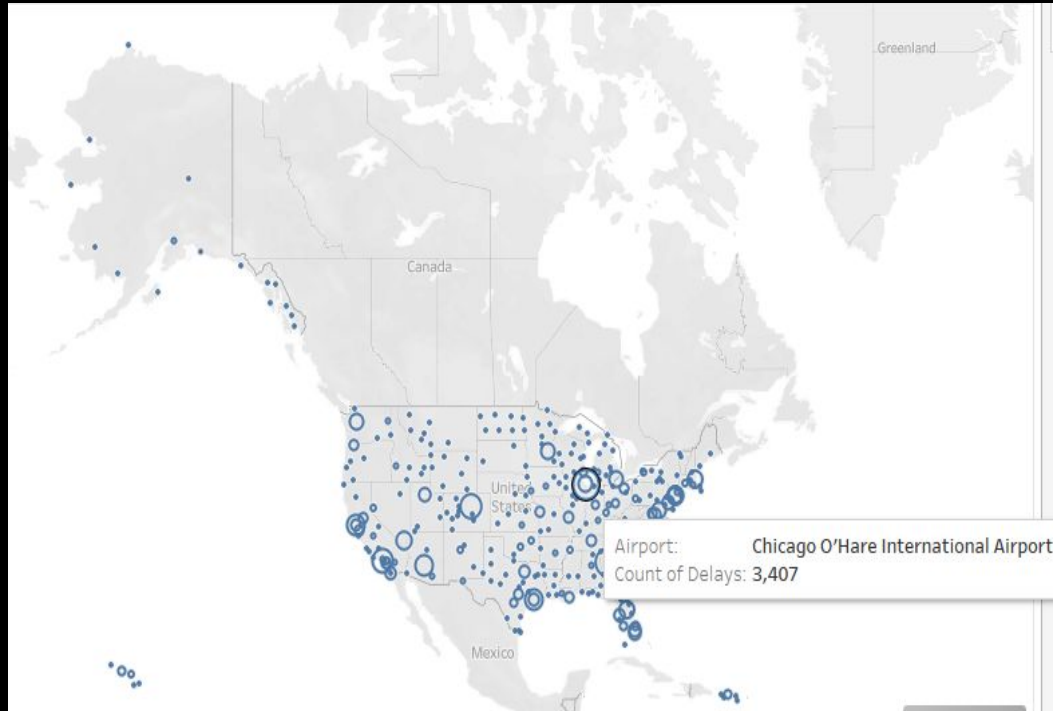 Greenland
Canada
United
States
Airport: Chicago O’Hare International Airport
Count of Delays: 3,407
Mexico